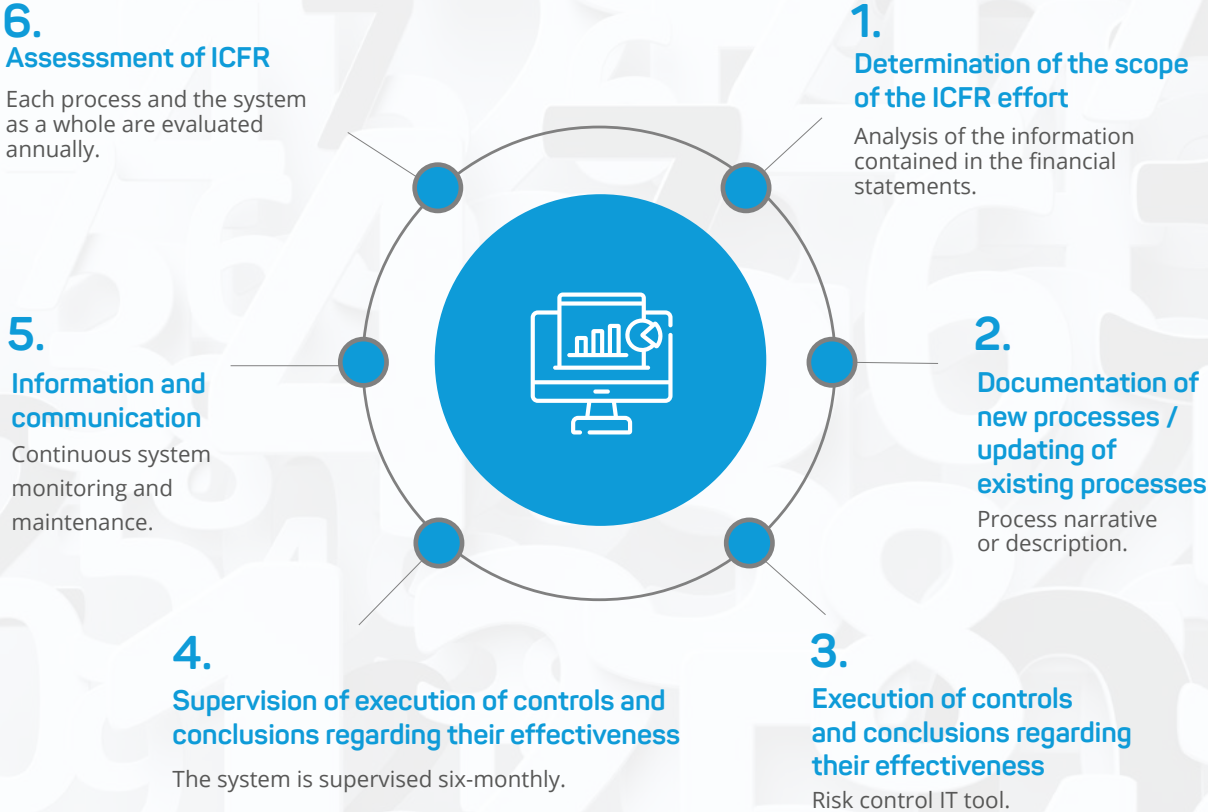 1.
Determination of the scope
of the ICFR effort
Analysis of the information
contained in the financial
statements.
2.
Documentation of
new processes /
updating of
existing processes
Process narrative
or description.
3.
Execution of controls
and conclusions regarding
their effectiveness
Risk control IT tool.
4.
Supervision of execution of controls and
conclusions regarding their effectiveness
The system is supervised six-monthly.
5.
Information and
communication
Continuous system
monitoring and
maintenance.
6.
Assesssment of ICFR
Each process and the system
as a whole are evaluated
annually.